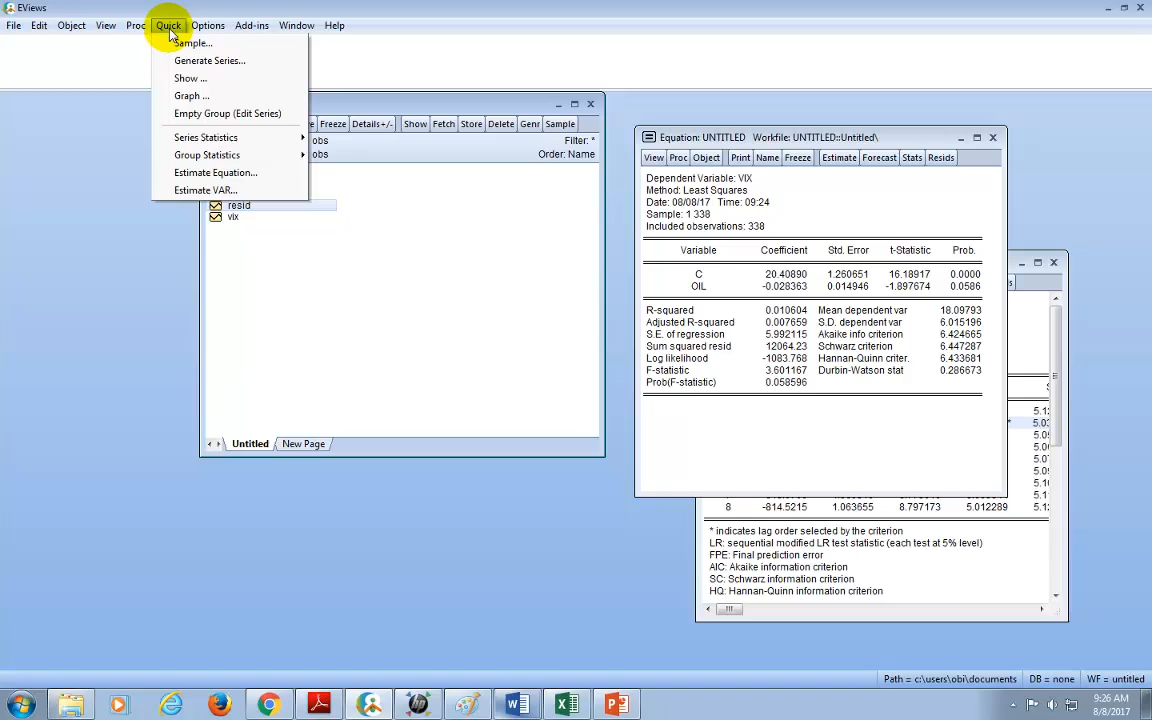 EViews
File Edit Object View Proc Quick Options Add-ins Window Help
Sample...
Generate Series...
Show ...
Graph ...
Empty Group (Edit Series)
Series Statistics
Group Statistics
Estimate Equation...
Estimate VAR...
Freeze Details+/- Show Fetch Store Delete Genr Sample
obs Filter: *
obs Order: Name
resid
vix
Untitled New Page
Equation: UNTITLED Workfile: UNTITLED::Untitled\
View Proc Object Print Name Freeze Estimate Forecast Stats Resids
Dependent Variable: VIX
Method: Least Squares
Date: 08/08/17 Time: 09:24
Sample: 1 338
Included observations: 338
Variable Coefficient Std. Error t-Statistic Prob.
C 20.40890 1.260651 16.18917 0.0000
OIL -0.028363 0.014946 -1.897674 0.0586
R-squared 0.010604 Mean dependent var 18.09793
Adjusted R-squared 0.007659 S.D. dependent var 6.015196
S.E. of regression 5.992115 Akaike info criterion 6.424665
Sum squared resid 12064.23 Schwarz criterion 6.447287
Log likelihood -1083.768 Hannan-Quinn criter. 6.433681
F-statistic 3.601167 Durbin-Watson stat 0.286673
Prob(F-statistic) 0.058596
8 -814.5215 1.063655 8.797173 5.012289 5.12
* indicates lag order selected by the criterion
LR: sequential modified LR test statistic (each test at 5% level)
FPE: Final prediction error
AIC: Akaike information criterion
SC: Schwarz information criterion
HQ: Hannan-Quinn information criterion
Path = c:\users\obi\documents DB = none WF = untitled
9:26 AM
8/8/2017